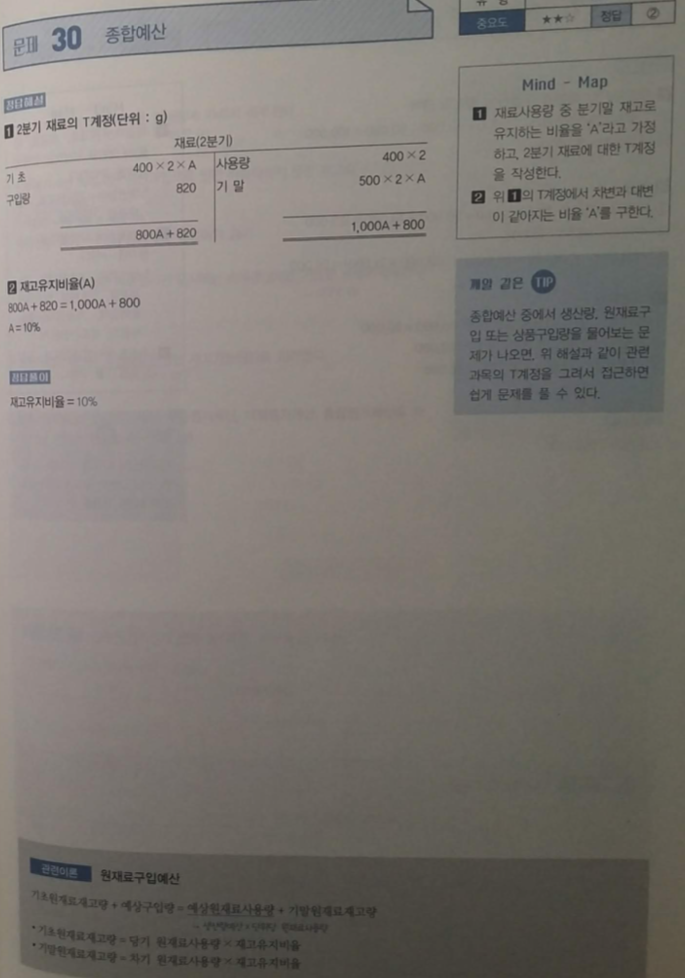 문제 30 종합예산
유 형
중요도 ★★☆ 정답 ②
정답해설
1 2분기 재료의 T계정(단위 : g)
재료(2분기)
기 초 400×2×A 사용량 400×2
구입량 820 기 말 500×2×A
800A+820 1,000A+800
2 재고유지비율(A)
800A+820=1,000A+800
A=10%
정답풀이
재고유지비율=10%
Mind - Map
1 재료사용량 중 분기말 재고로
유지하는 비율을 'A'라고 가정
하고, 2분기 재료에 대한 T계정
을 작성한다.
2 위 1의 T계정에서 차변과 대변
이 같아지는 비율 'A'를 구한다.
깨알 같은 TIP
종합예산 중에서 생산량, 원재료구
입 또는 상품구입량을 물어보는 문
제가 나오면, 위 해설과 같이 관련
과목의 T계정을 그려서 접근하면
쉽게 문제를 풀 수 있다.
관련이론 원재료구입예산
기초원재료재고량 + 예상구입량 = 예상원재료사용량 + 기말원재료재고량
• 기초원재료재고량 = 당기 원재료사용량 × 재고유지비율
• 기말원재료재고량 = 차기 원재료사용량 × 재고유지비율